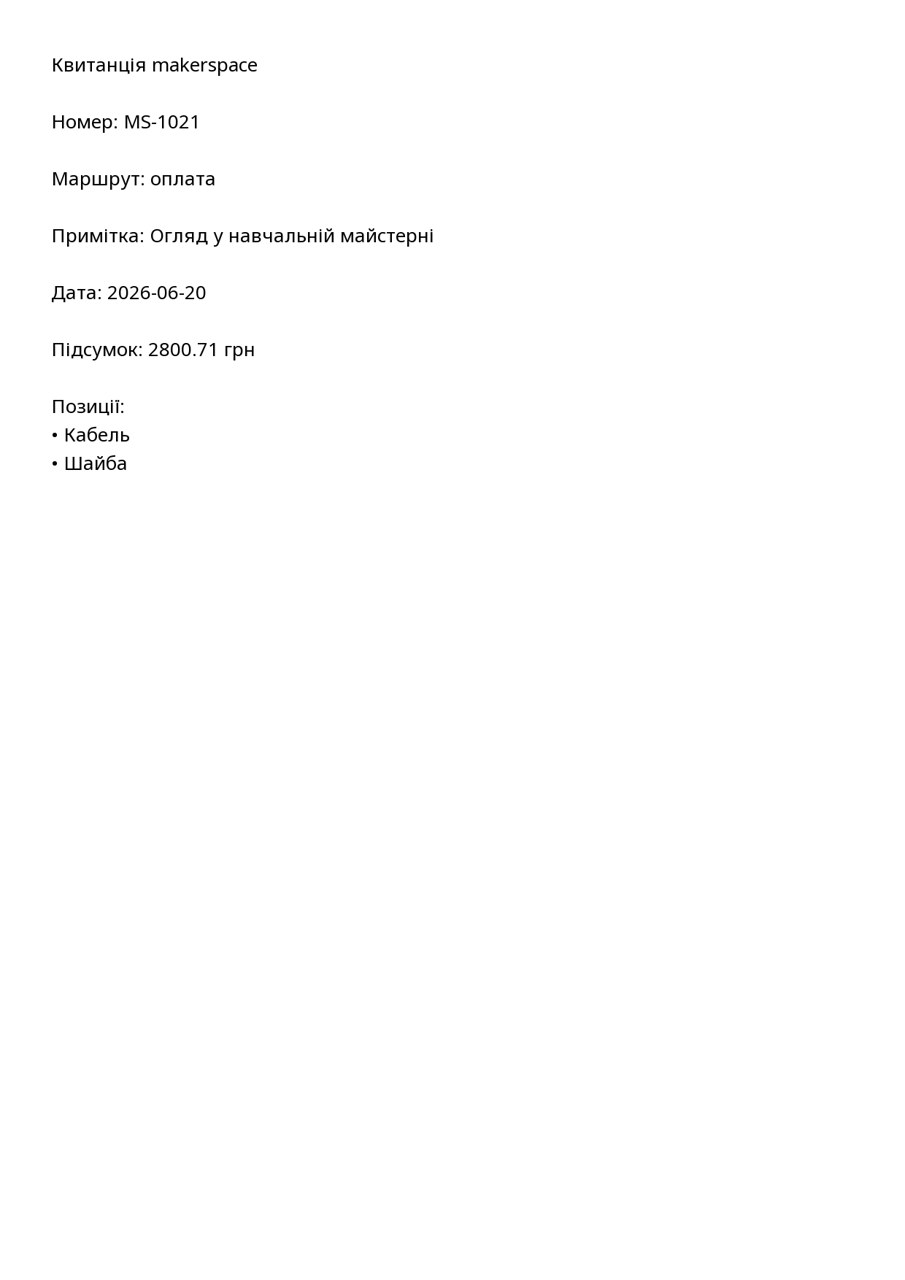 Квитанція makerspace
Номер: MS-1021
Маршрут: оплата
Примітка: Огляд у навчальній майстерні
Дата: 2026-06-20
Підсумок: 2800.71 грн
Позиції:
• Кабель
• Шайба